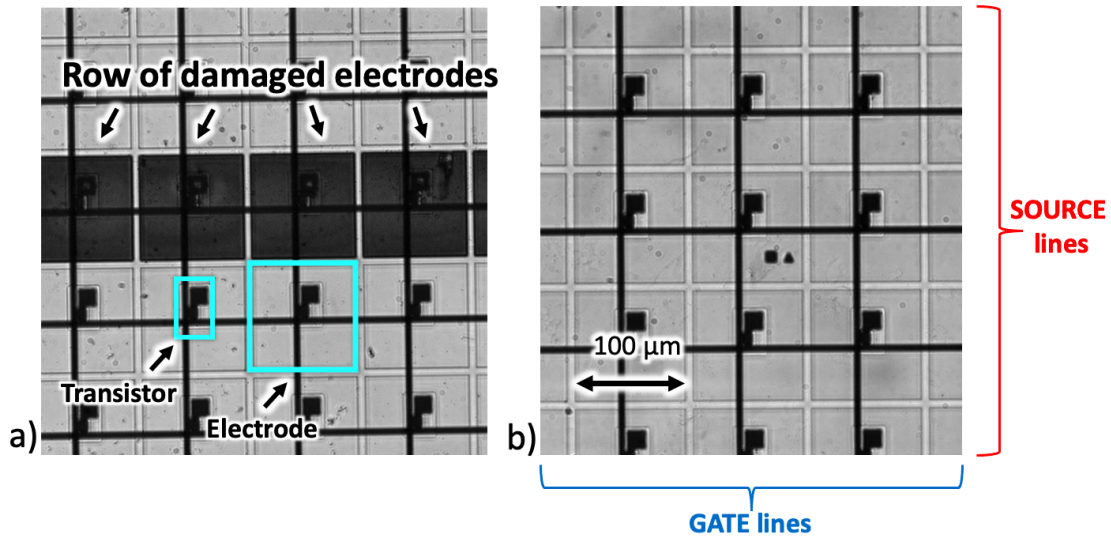 Row of damaged electrodes
Transistor
Electrode
a)
100 µm
b)
SOURCE
lines
GATE lines